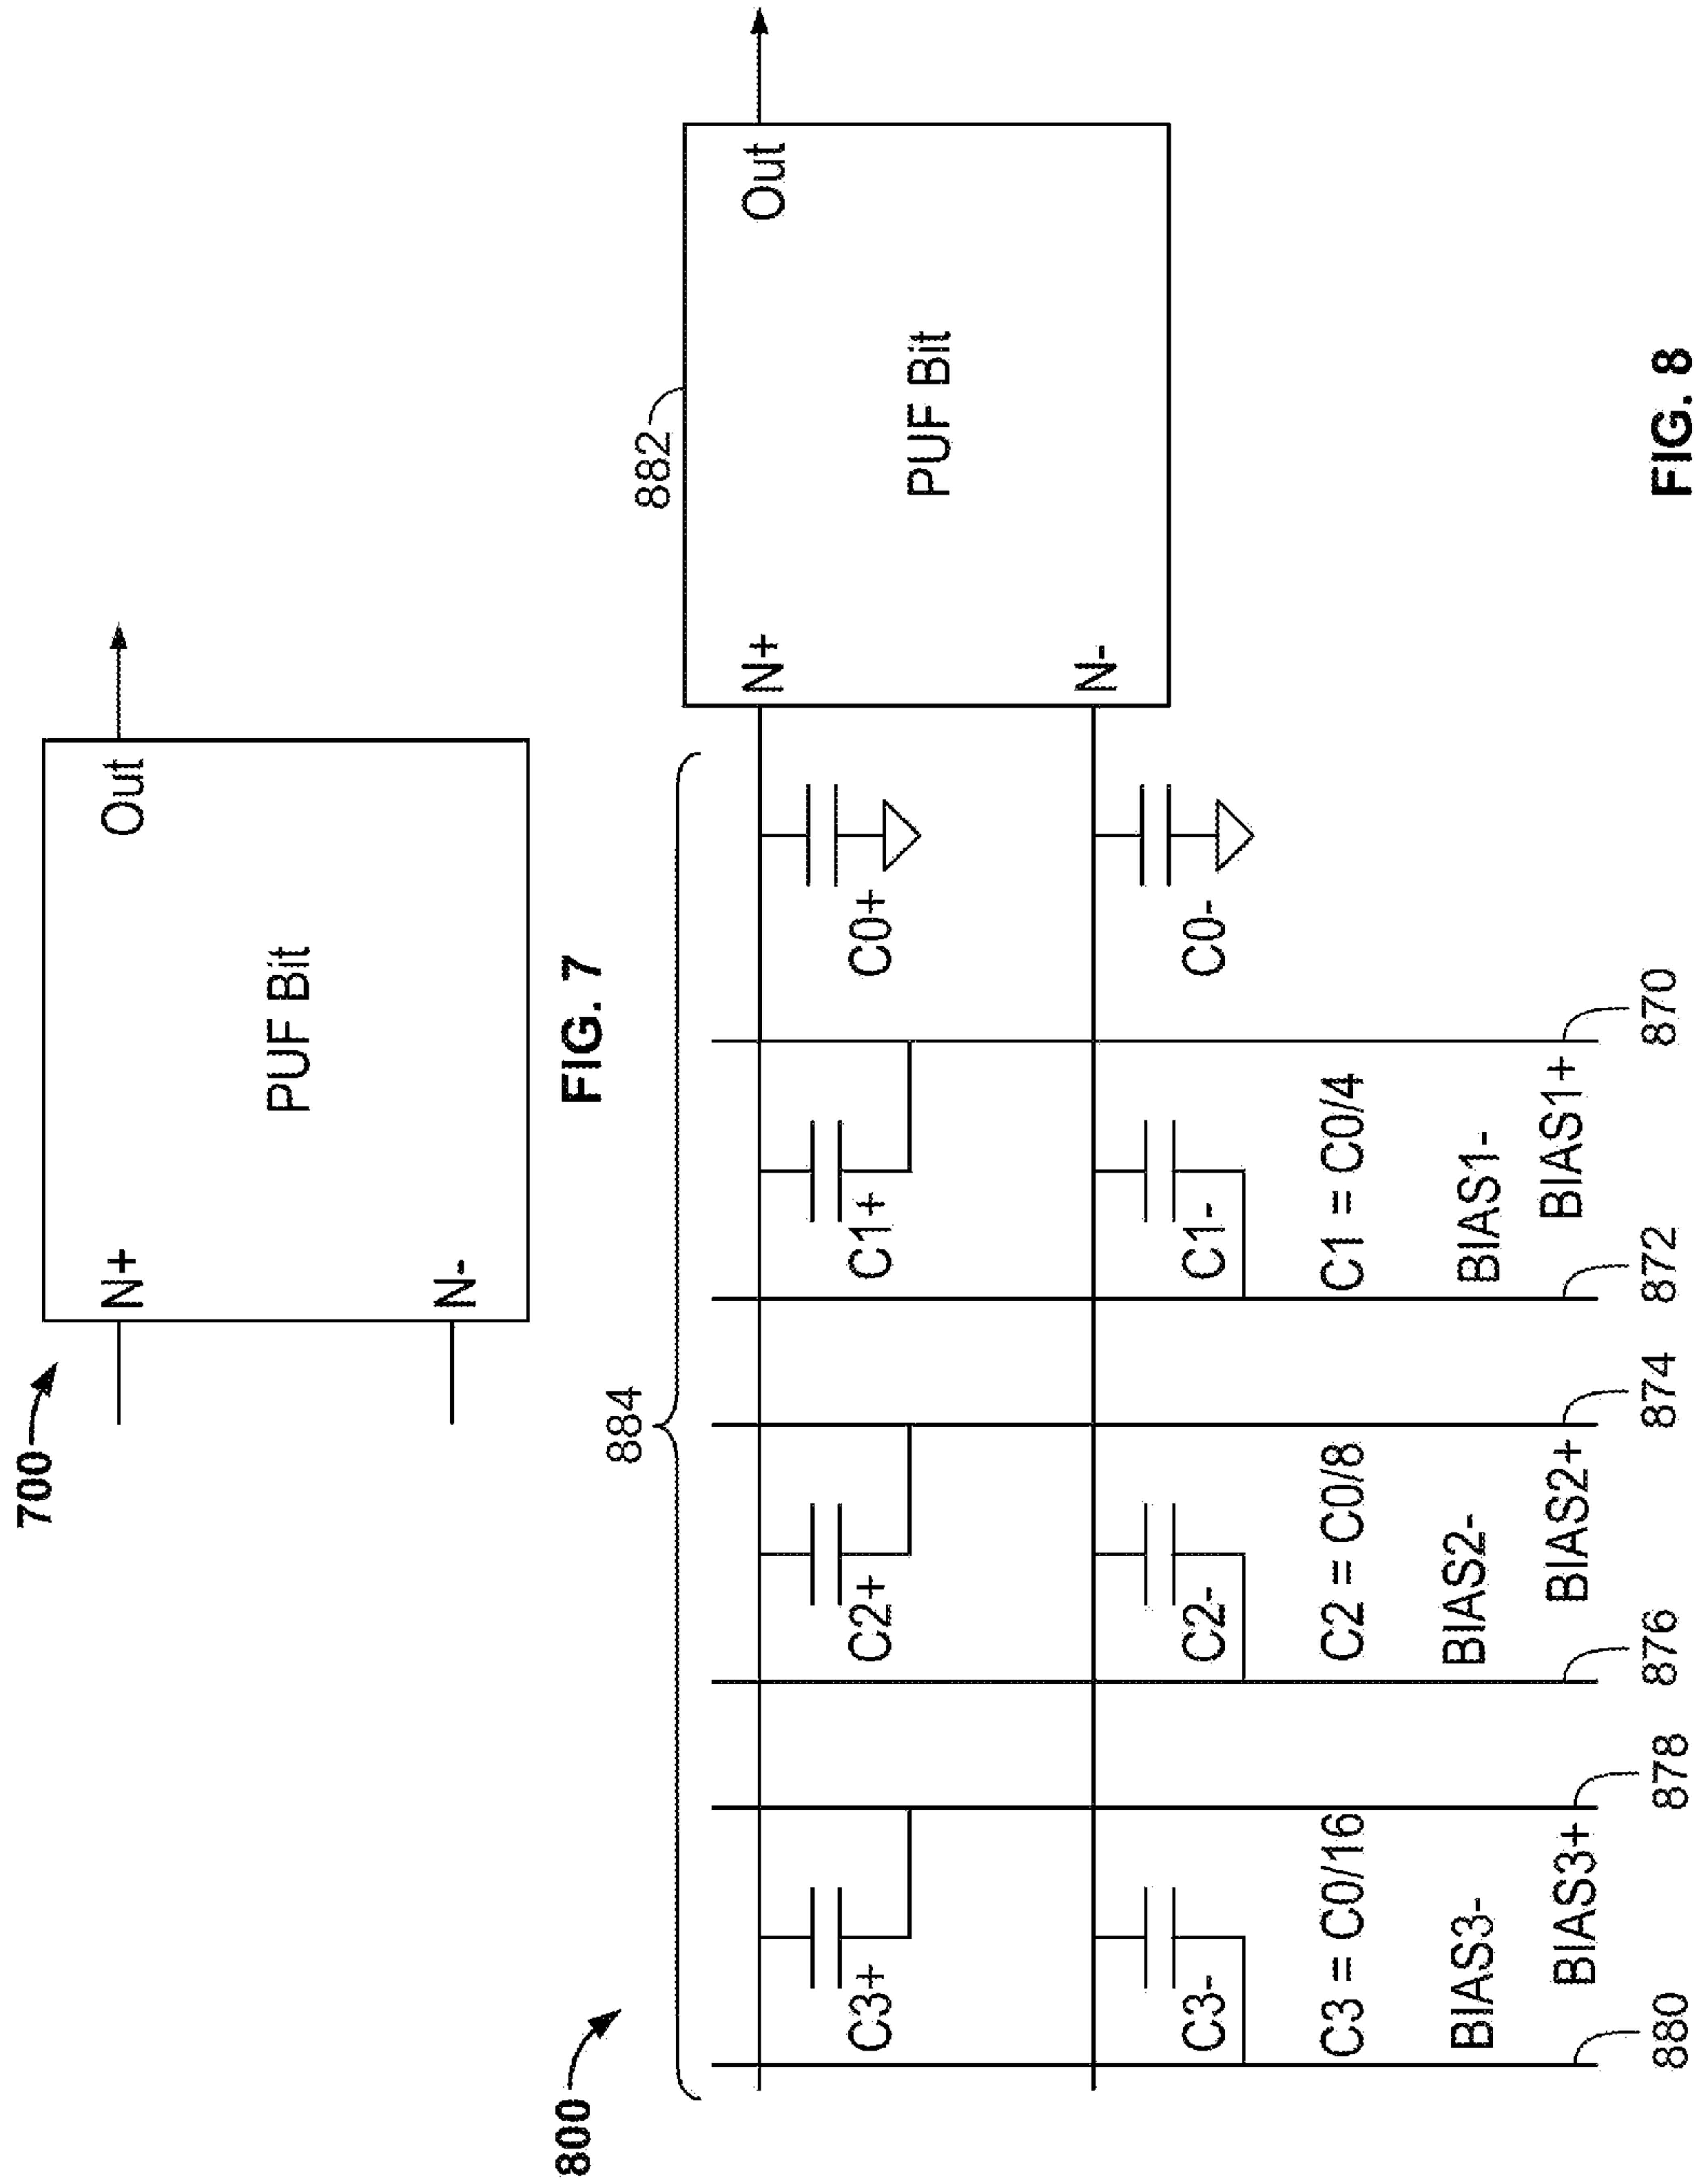 700
N+
N-
PUF Bit
Out
FIG. 7
800
884
882
C3+
C2+
C1+
C0+
N+
Out
PUF Bit
C3-
C2-
C1-
C0-
N-
C3 = C0/16
C2 = C0/8
C1 = C0/4
BIAS3-
BIAS2-
BIAS1-
BIAS3+
BIAS2+
BIAS1+
880
878
876
874
872
870
FIG. 8